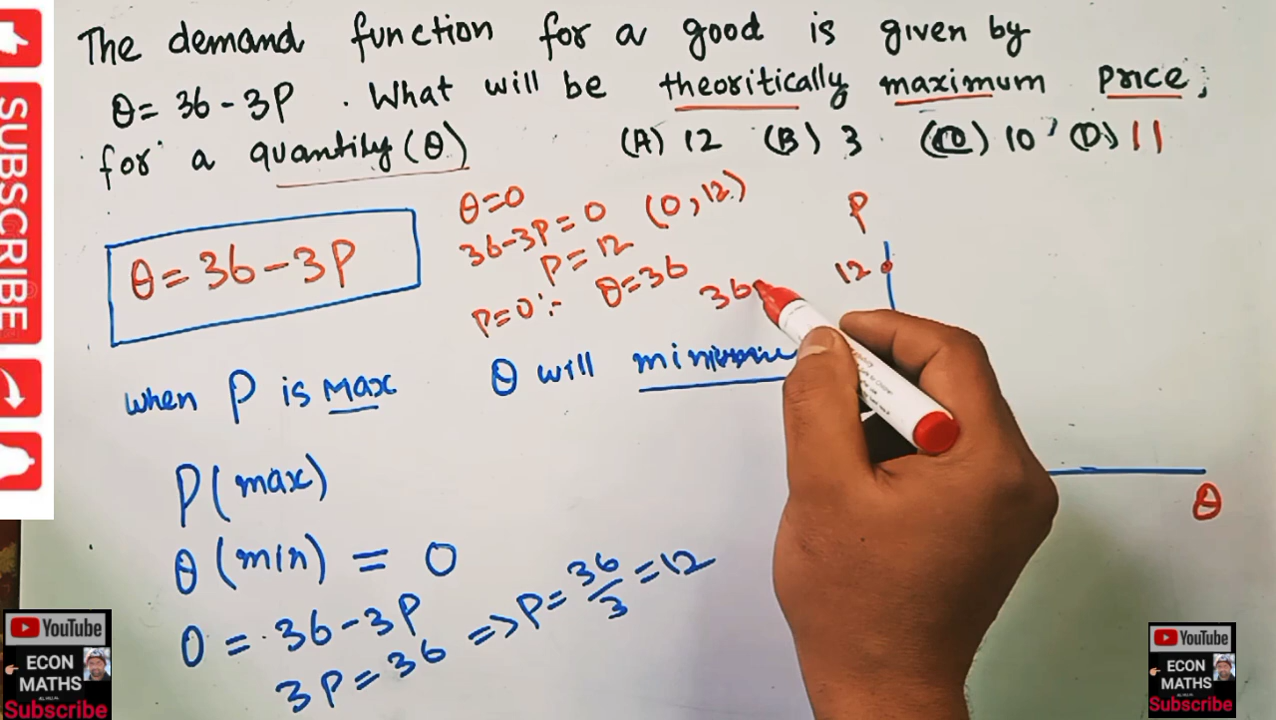 The demand function for a good is given by
θ = 36 - 3P . What will be theoritically maximum price,
for a quantity (θ) (A) 12 (B) 3 (C) 10 (D) 11
θ = 36 - 3P
θ = 0
36 - 3P = 0 (0, 12)
P = 12
P = 0 :- θ = 36
36
P
12
θ
when P is Max θ will
P(max)
θ(min) = 0
0 = 36 - 3P
3P = 36 => P = 36/3 = 12
SUBSCRIBE
YouTube
ECON
MATHS
Subscribe
YouTube
ECON
MATHS
Subscribe